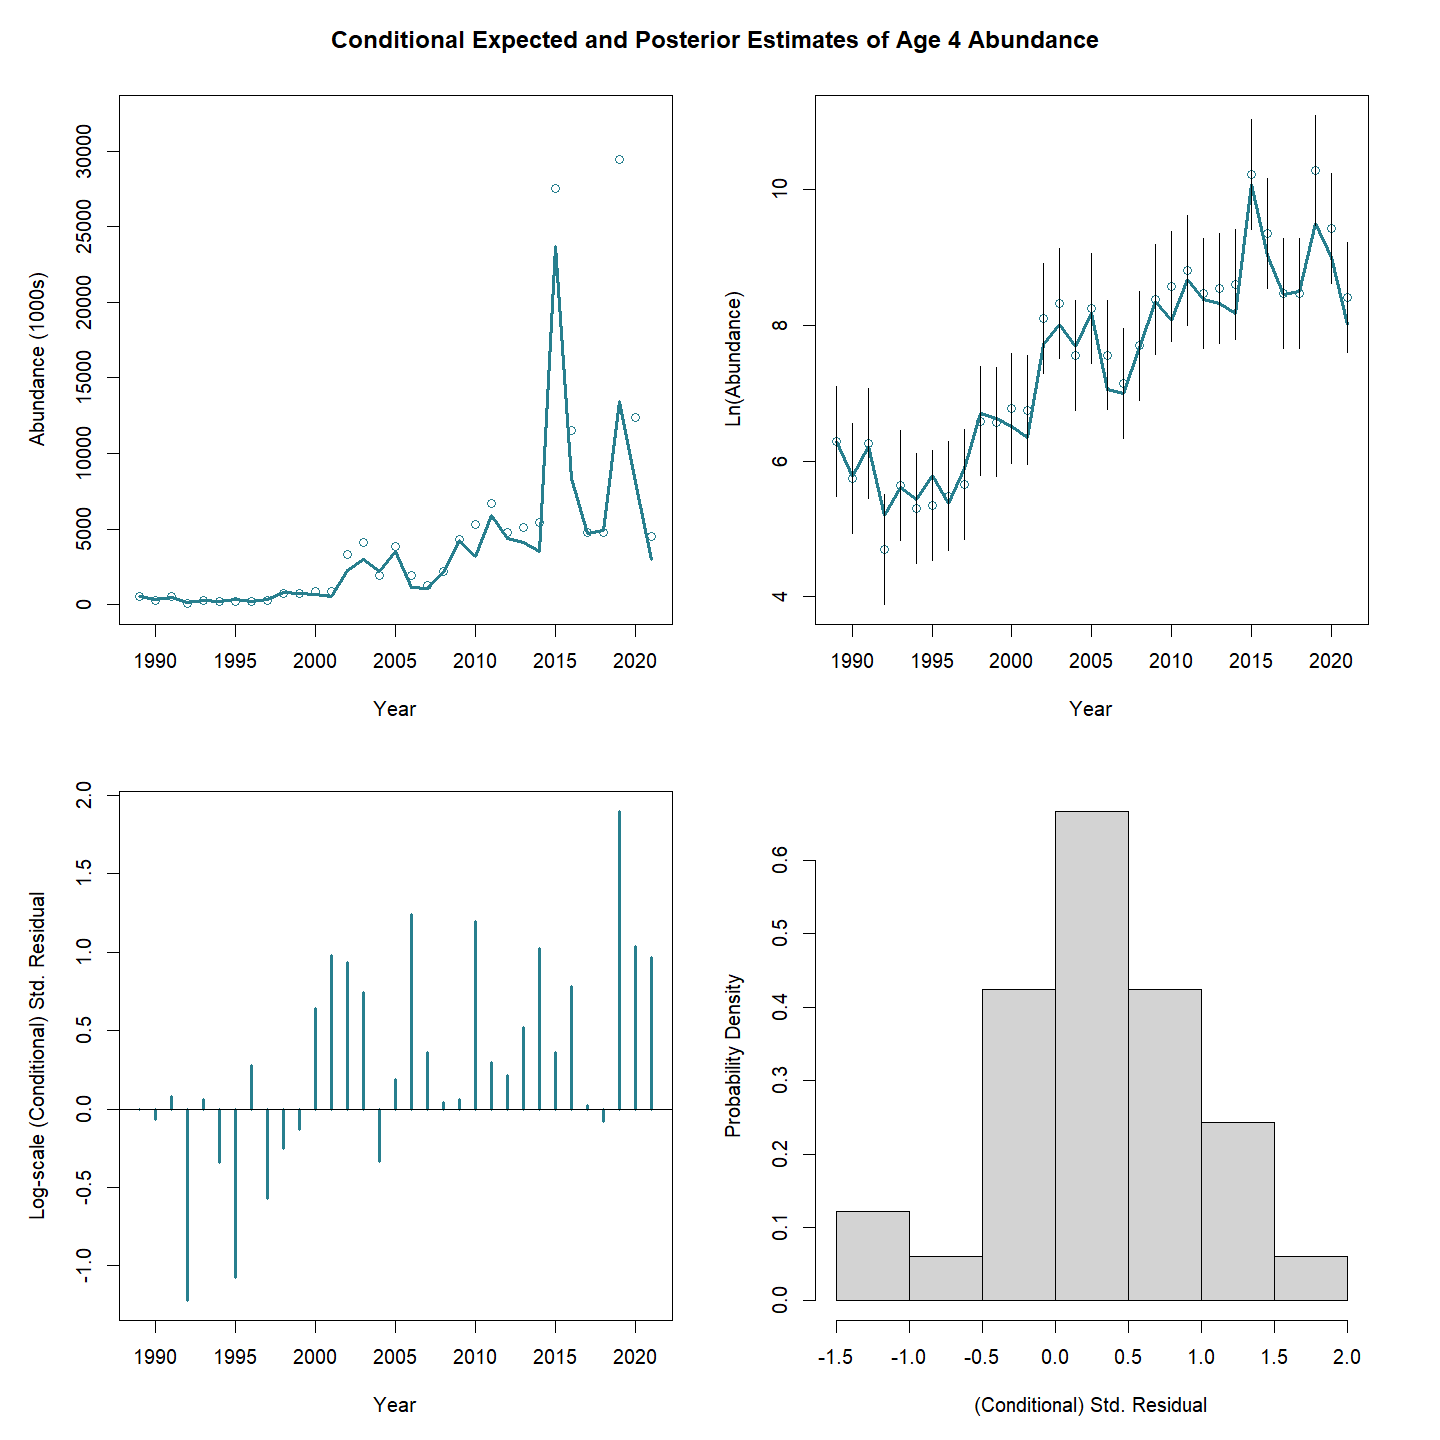 Conditional Expected and Posterior Estimates of Age 4 Abundance
Abundance (1000s)
0 5000 10000 15000 20000 25000 30000
1990 1995 2000 2005 2010 2015 2020
Year
Ln(Abundance)
4 6 8 10
1990 1995 2000 2005 2010 2015 2020
Year
Log-scale (Conditional) Std. Residual
-1.0 -0.5 0.0 0.5 1.0 1.5 2.0
1990 1995 2000 2005 2010 2015 2020
Year
Probability Density
0.0 0.1 0.2 0.3 0.4 0.5 0.6
-1.5 -1.0 -0.5 0.0 0.5 1.0 1.5 2.0
(Conditional) Std. Residual